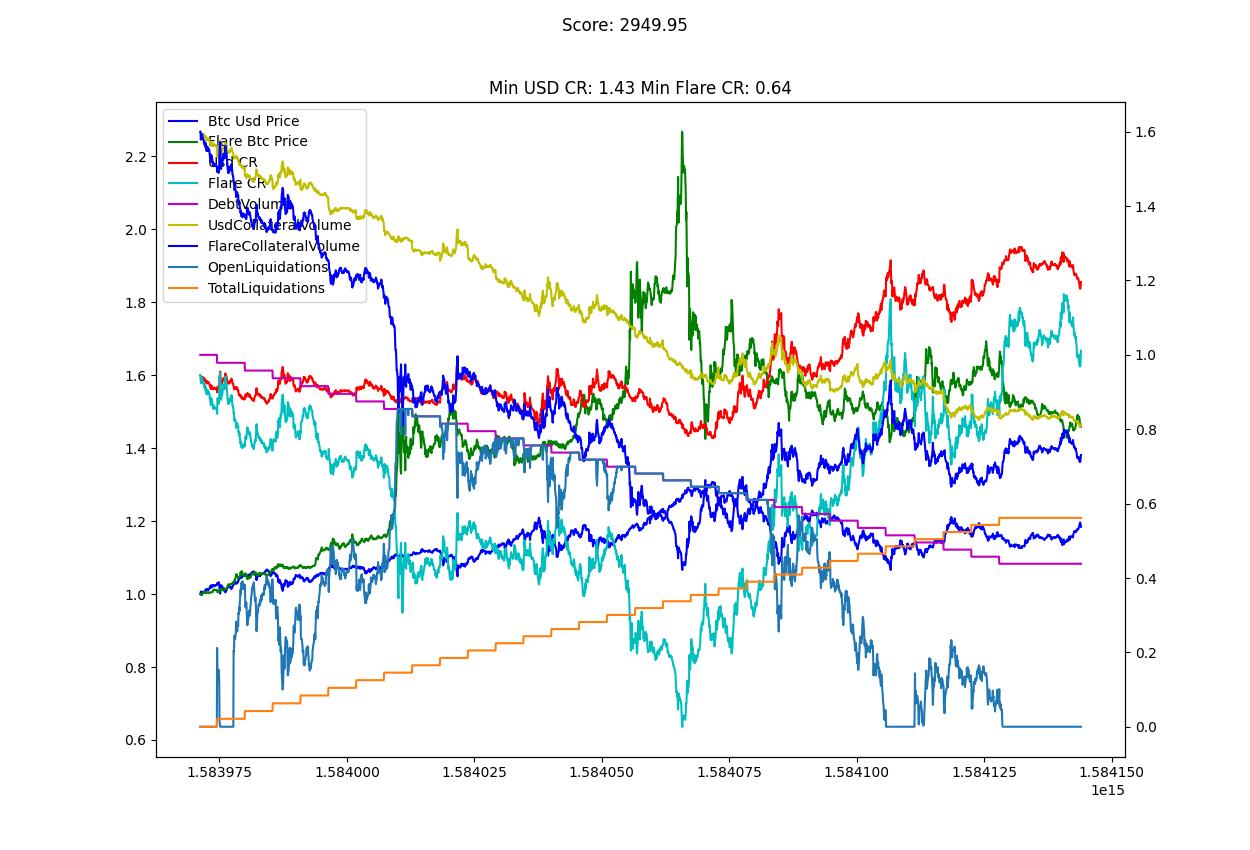 Score: 2949.95
Min USD CR: 1.43 Min Flare CR: 0.64
Btc Usd Price
Flare Btc Price
Usd CR
Flare CR
DebtVolume
UsdCollateralVolume
FlareCollateralVolume
OpenLiquidations
TotalLiquidations
2.2
2.0
1.8
1.6
1.4
1.2
1.0
0.8
0.6
1.6
1.4
1.2
1.0
0.8
0.6
0.4
0.2
0.0
1.583975 1.584000 1.584025 1.584050 1.584075 1.584100 1.584125 1.584150
1e15